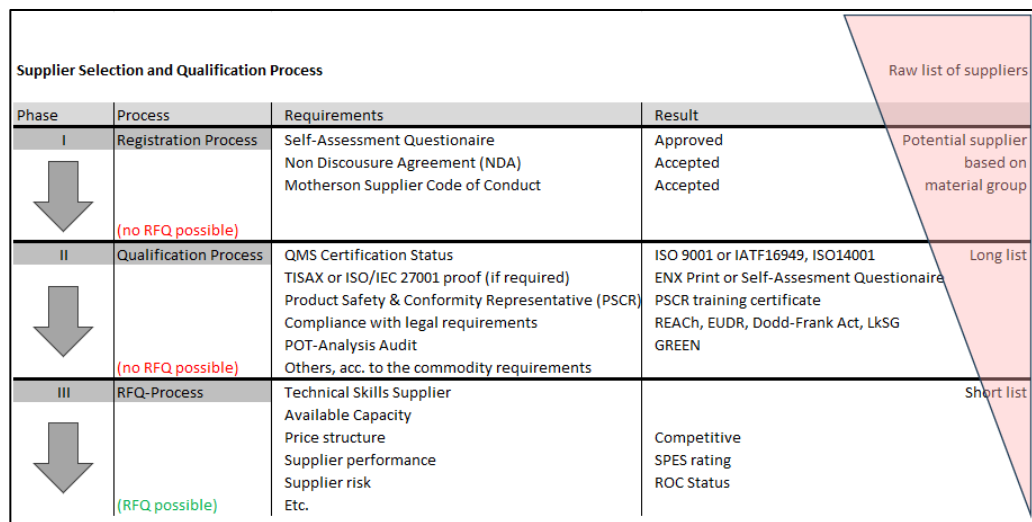 Supplier Selection and Qualification Process Raw list of suppliers
Phase Process Requirements Result
I Registration Process Self-Assessment Questionaire Approved Potential supplier
Non Discousure Agreement (NDA) Accepted based on
Motherson Supplier Code of Conduct Accepted material group
(no RFQ possible)
II Qualification Process QMS Certification Status ISO 9001 or IATF16949, ISO14001 Long list
TISAX or ISO/IEC 27001 proof (if required) ENX Print or Self-Assesment Questionaire
Product Safety & Conformity Representative (PSCR) PSCR training certificate
Compliance with legal requirements REACh, EUDR, Dodd-Frank Act, LkSG
POT-Analysis Audit GREEN
(no RFQ possible) Others, acc. to the commodity requirements
III RFQ-Process Technical Skills Supplier Short list
Available Capacity
Price structure Competitive
Supplier performance SPES rating
Supplier risk ROC Status
(RFQ possible) Etc.